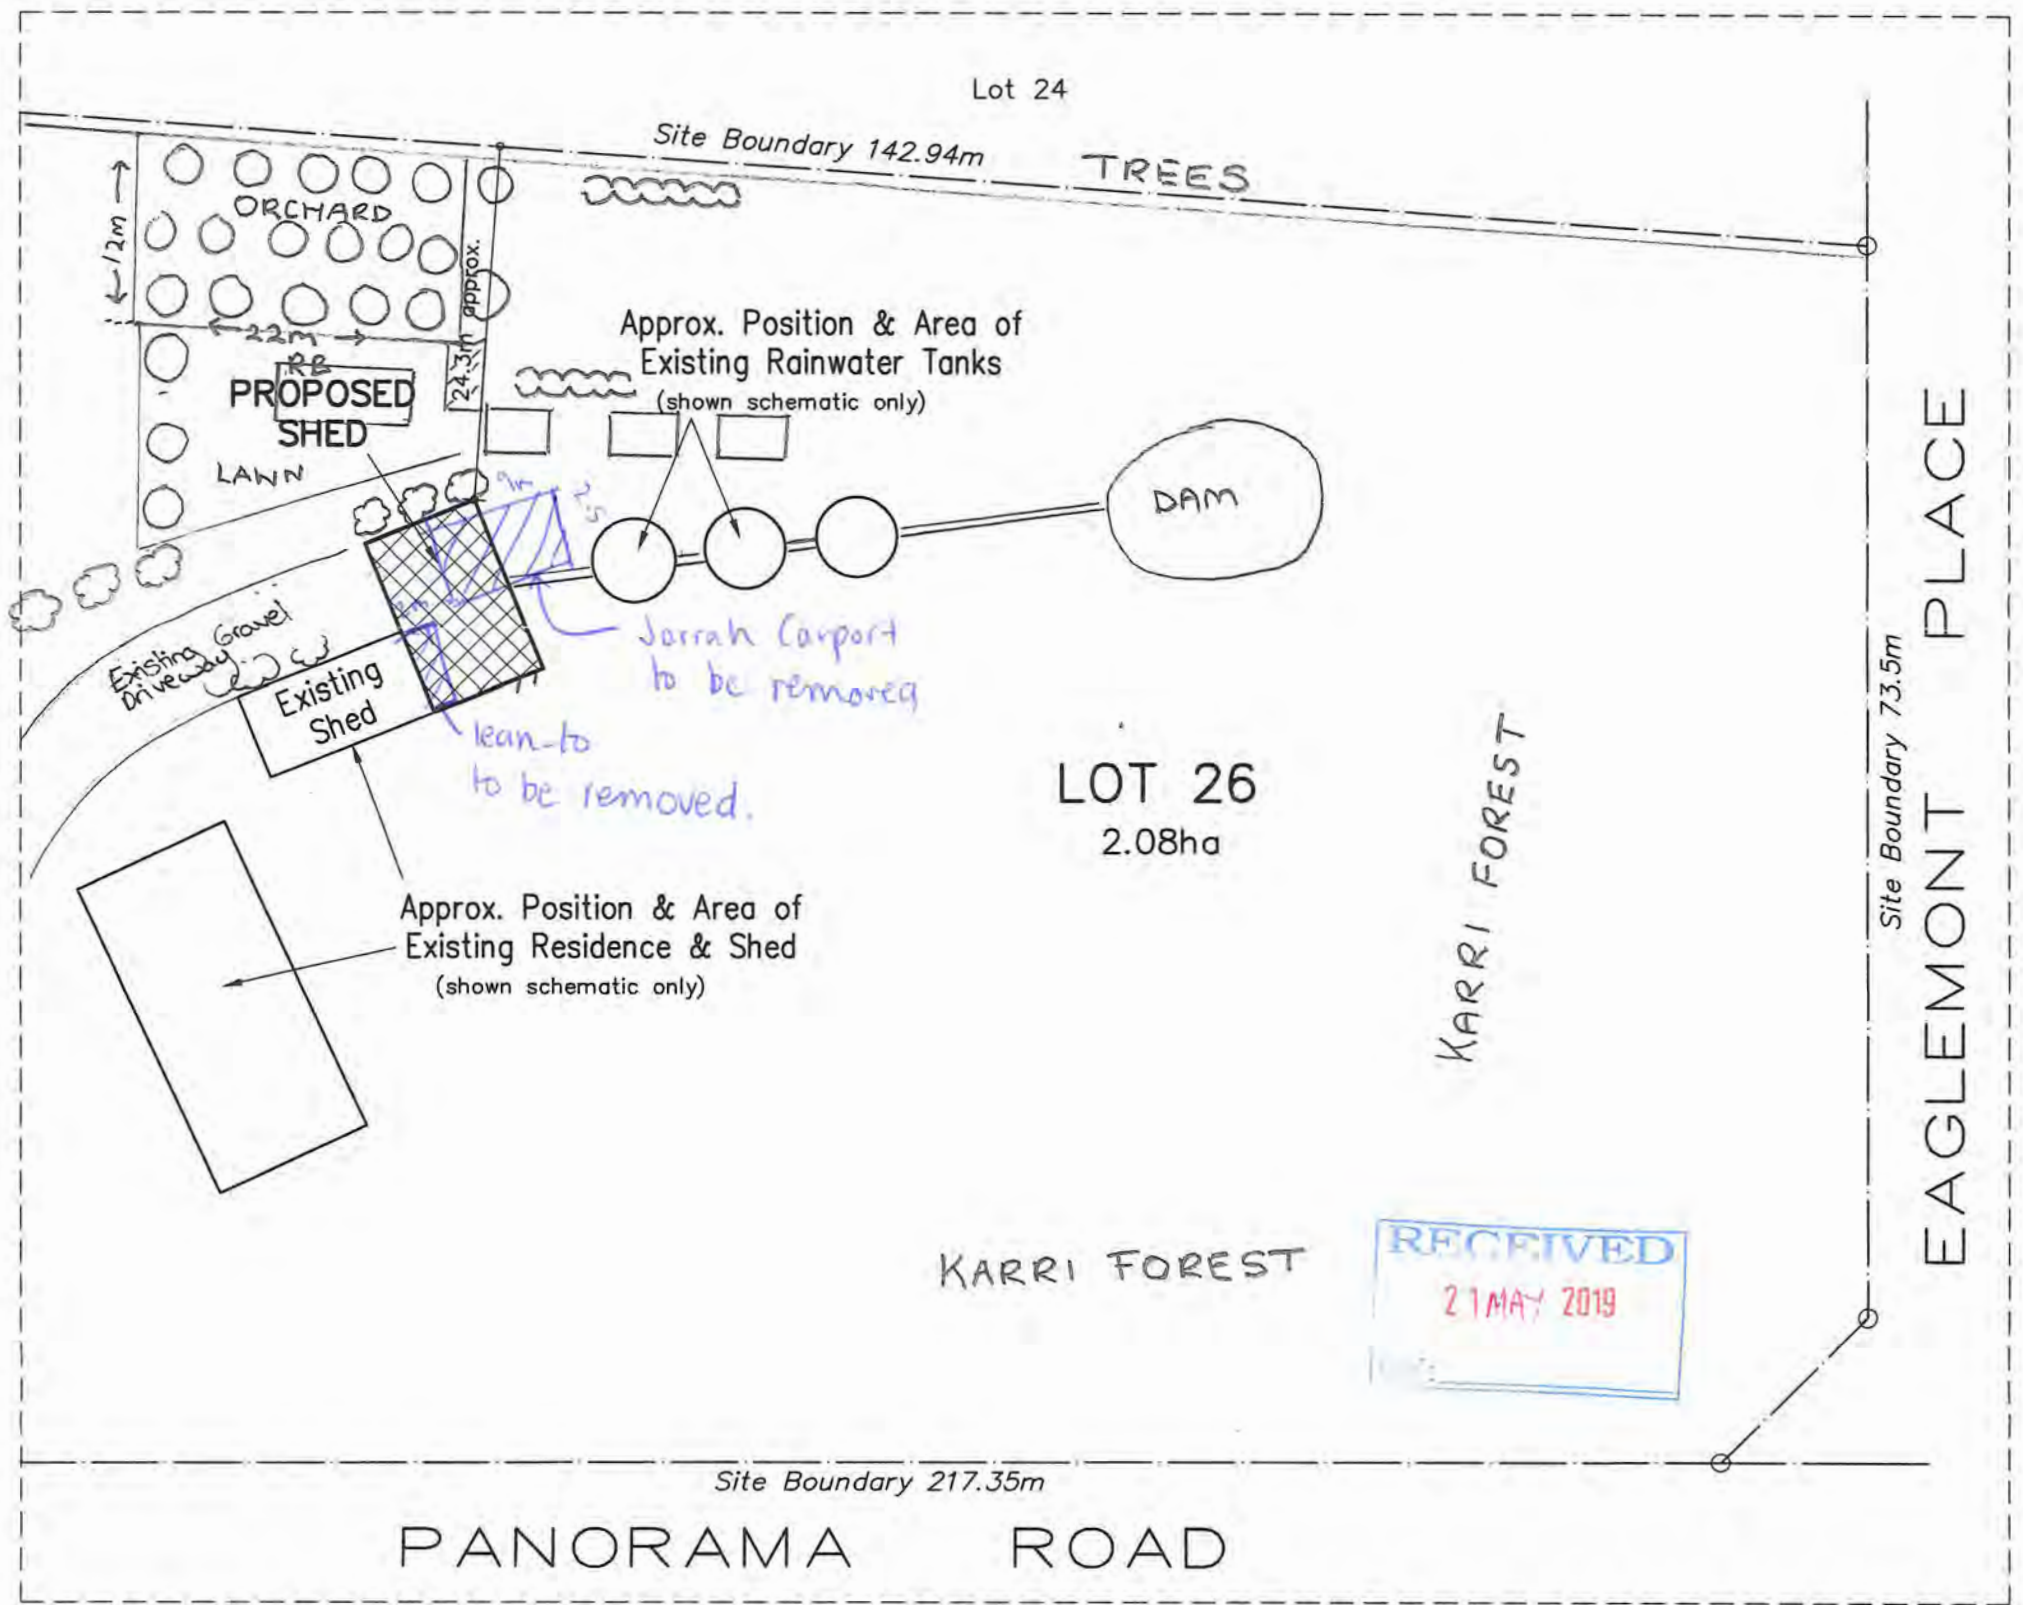 Lot 24
Site Boundary 142.94m
TREES
ORCHARD
12m
22m
24.3m approx.
RB
PROPOSED
SHED
LAWN
Approx. Position & Area of
Existing Rainwater Tanks
(shown schematic only)
9m
7.5
DAM
2m
Existing Gravel
Driveway
Existing
Shed
Jarrah Carport
to be removed
lean-to
to be removed.
LOT 26
2.08ha
Approx. Position & Area of
Existing Residence & Shed
(shown schematic only)
KARRI FOREST
Site Boundary 73.5m
EAGLEMONT PLACE
KARRI FOREST
RECEIVED
21 MAY 2019
Site Boundary 217.35m
PANORAMA ROAD